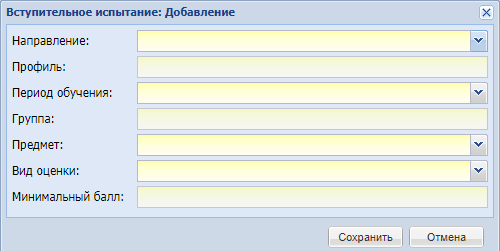 Вступительное испытание: Добавление
Направление:
Профиль:
Период обучения:
Группа:
Предмет:
Вид оценки:
Минимальный балл:
Сохранить Отмена